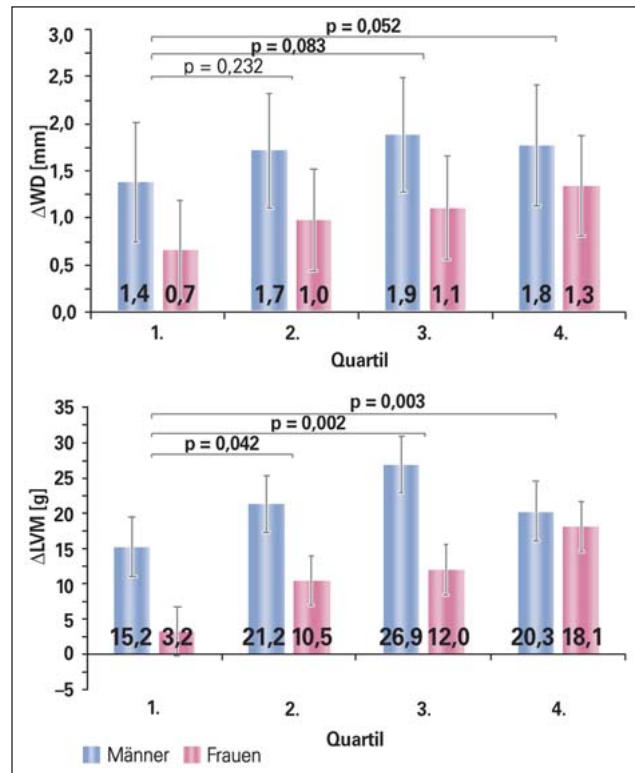 p = 0,052
p = 0,083
p = 0,232
ΔWD [mm]
3,0
2,5
2,0
1,5
1,0
0,5
0,0
1,4 0,7 1,7 1,0 1,9 1,1 1,8 1,3
1. 2. 3. 4.
Quartil
p = 0,003
p = 0,002
p = 0,042
ΔLVM [g]
35
30
25
20
15
10
5
0
–5
15,2 3,2 21,2 10,5 26,9 12,0 20,3 18,1
1. 2. 3. 4.
Quartil
Männer Frauen